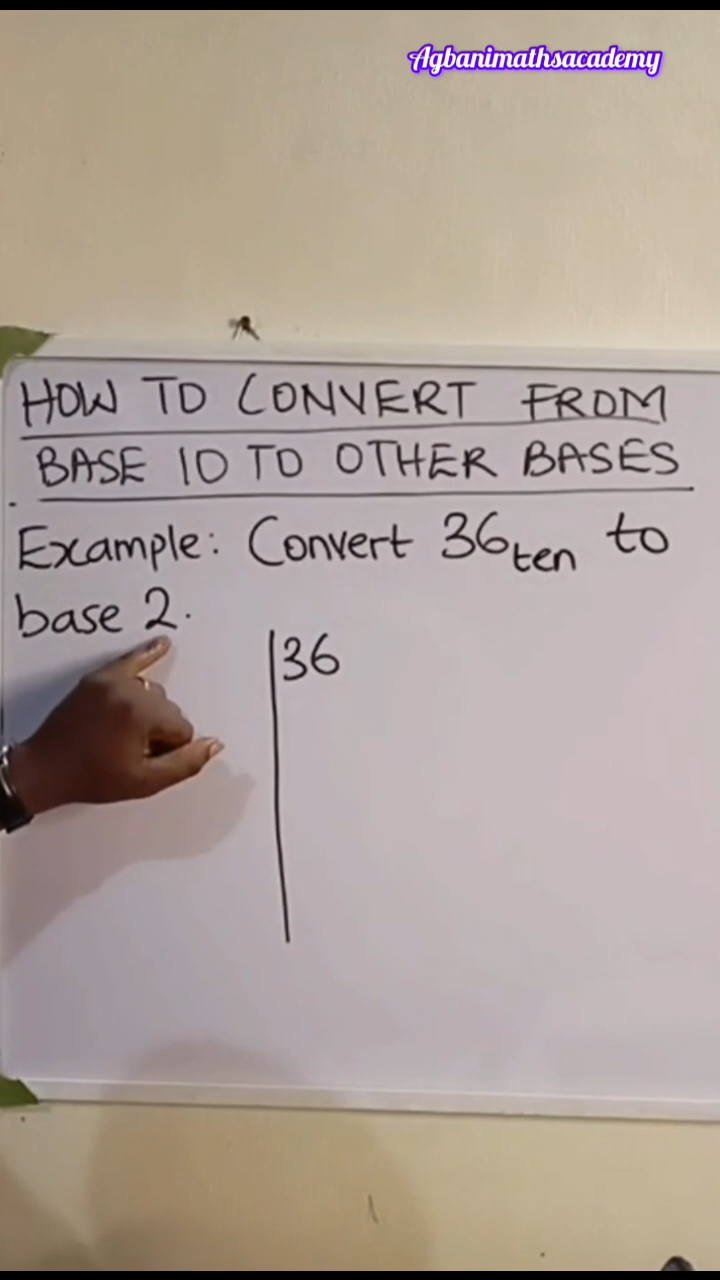 Agbanimathsacademy
HOW TO CONVERT FROM
BASE 10 TO OTHER BASES
Example: Convert 36ten to
base 2.
36